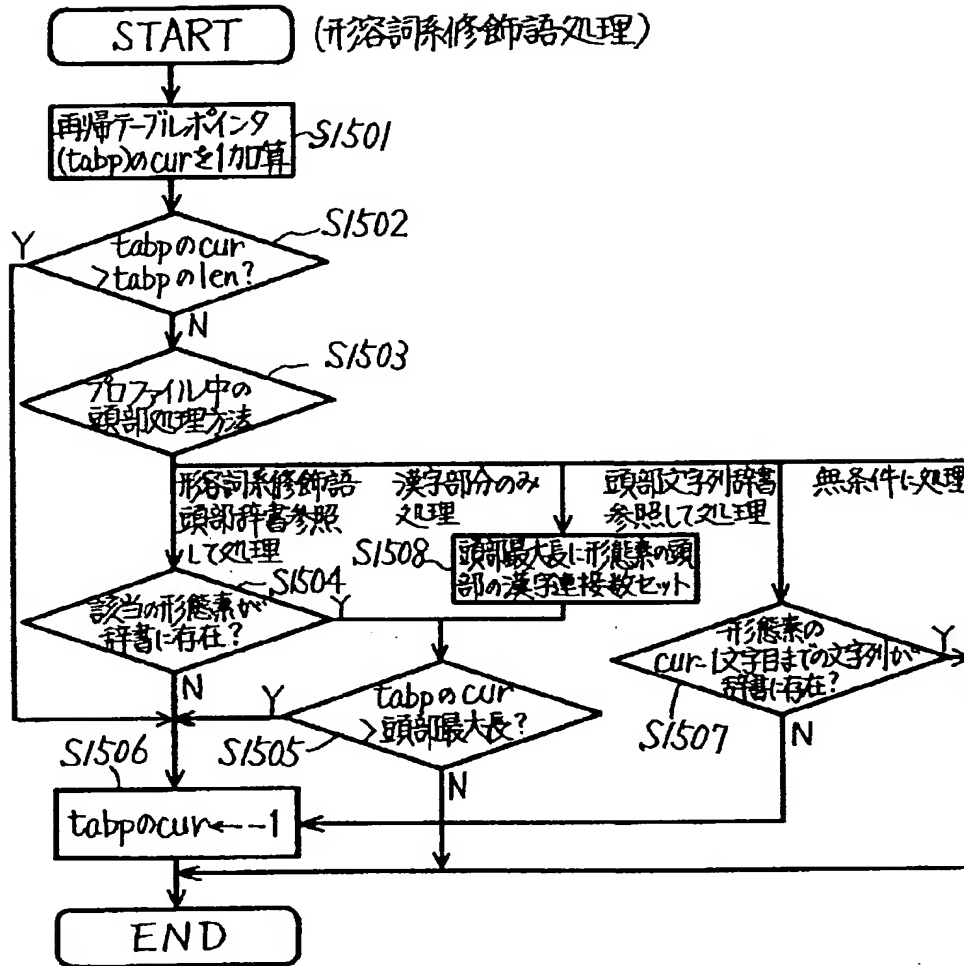 START
(形容詞系修飾語処理)
再帰テーブルポインタ
(tabp)のcurを1加算
S1501
S1502
Y
tabpのcur
>tabpのlen?
N
S1503
プロファイル中の
頭部処理方法
形容詞系修飾語
頭部辞書参照
して処理
漢字部分のみ
処理
頭部文字列辞書
参照して処理
無条件に処理
S1508
頭部最大長に形態素の頭
部の漢字連接数セット
S1504
該当の形態素が
辞書に存在?
Y
N
形態素の
cur-1文字目までの文字列が
辞書に存在?
Y
S1507
N
tabpのcur
>頭部最大長?
Y
S1505
N
S1506
tabpのcur←-1
END